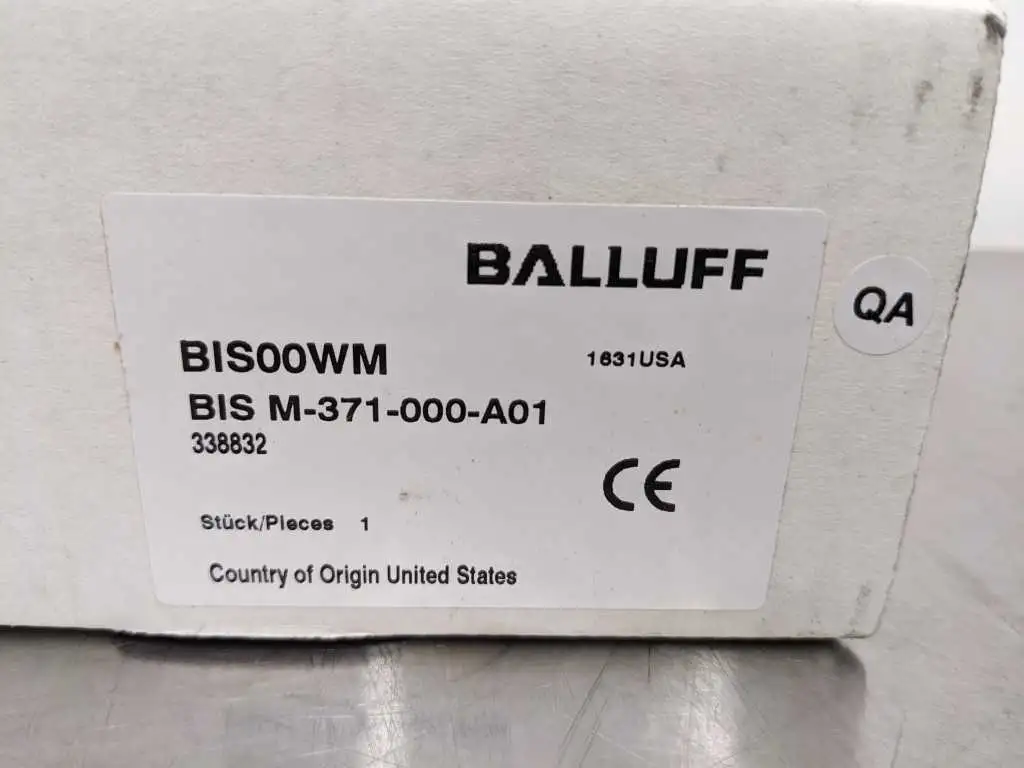 BALLUFF
QA
BIS00WM 1631USA
BIS M-371-000-A01
338832
CE
Stück/Pieces 1
Country of Origin United States